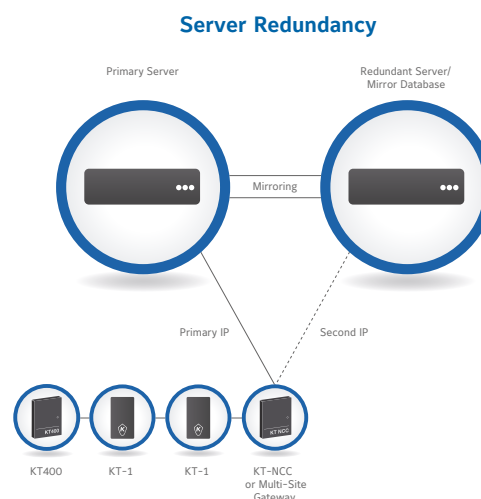 Server Redundancy
Primary Server
Redundant Server/
Mirror Database
Mirroring
Primary IP
Second IP
KT400
KT NCC
KT400
KT-1
KT-1
KT-NCC
or Multi-Site
Gateway